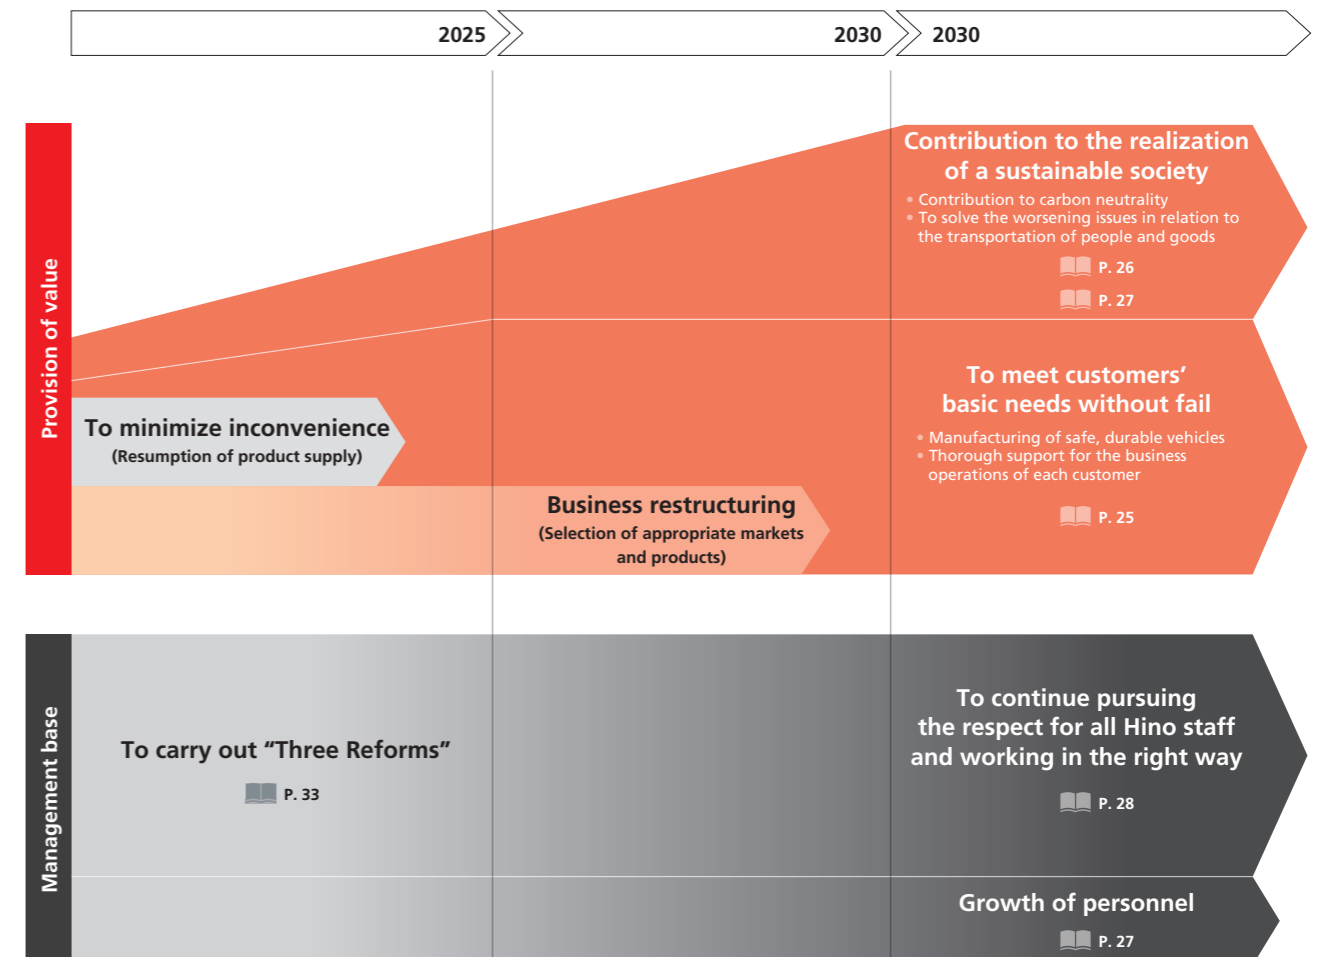 2025
2030
2030
Provision of value
Contribution to the realization
of a sustainable society
• Contribution to carbon neutrality
• To solve the worsening issues in relation to
the transportation of people and goods
P. 26
P. 27
To minimize inconvenience
(Resumption of product supply)
Business restructuring
(Selection of appropriate markets
and products)
To meet customers’
basic needs without fail
• Manufacturing of safe, durable vehicles
• Thorough support for the business
operations of each customer
P. 25
Management base
To carry out “Three Reforms”
P. 33
To continue pursuing
the respect for all Hino staff
and working in the right way
P. 28
Growth of personnel
P. 27